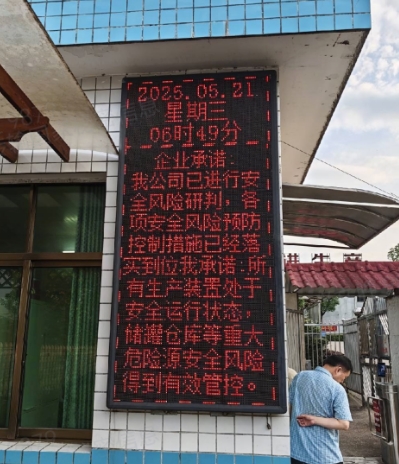 2025.05.21
星期三
06时49分
企业承诺:
我公司已进行安
全风险研判,各
项安全风险预防
控制措施已经落
实到位我承诺:所
有生产装置处于
安全运行状态,
储罐仓库等重大
危险源安全风险
得到有效管控。
进生产